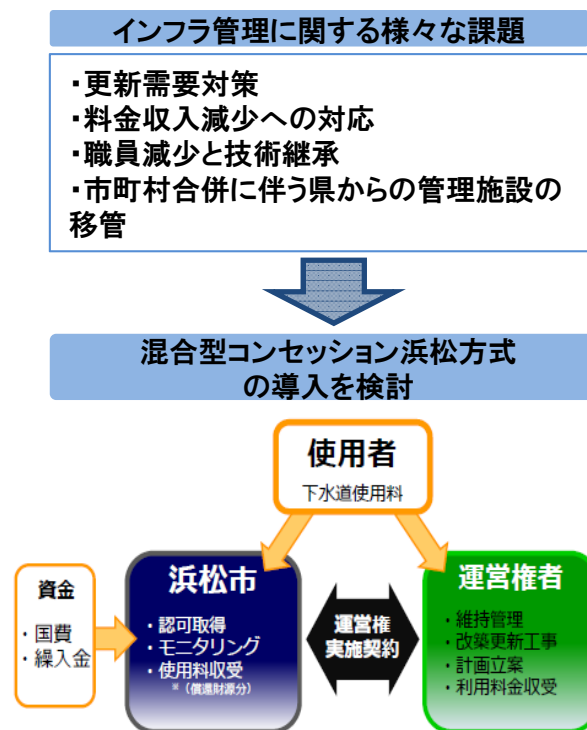 インフラ管理に関する様々な課題
・更新需要対策
・料金収入減少への対応
・職員減少と技術継承
・市町村合併に伴う県からの管理施設の
移管
混合型コンセッション浜松方式
の導入を検討
使用者
下水道使用料
資金
・国費
・繰入金
浜松市
・認可取得
・モニタリング
・使用料収受
※（償還財源分）
運営権
実施契約
運営権者
・維持管理
・改築更新工事
・計画立案
・利用料金収受